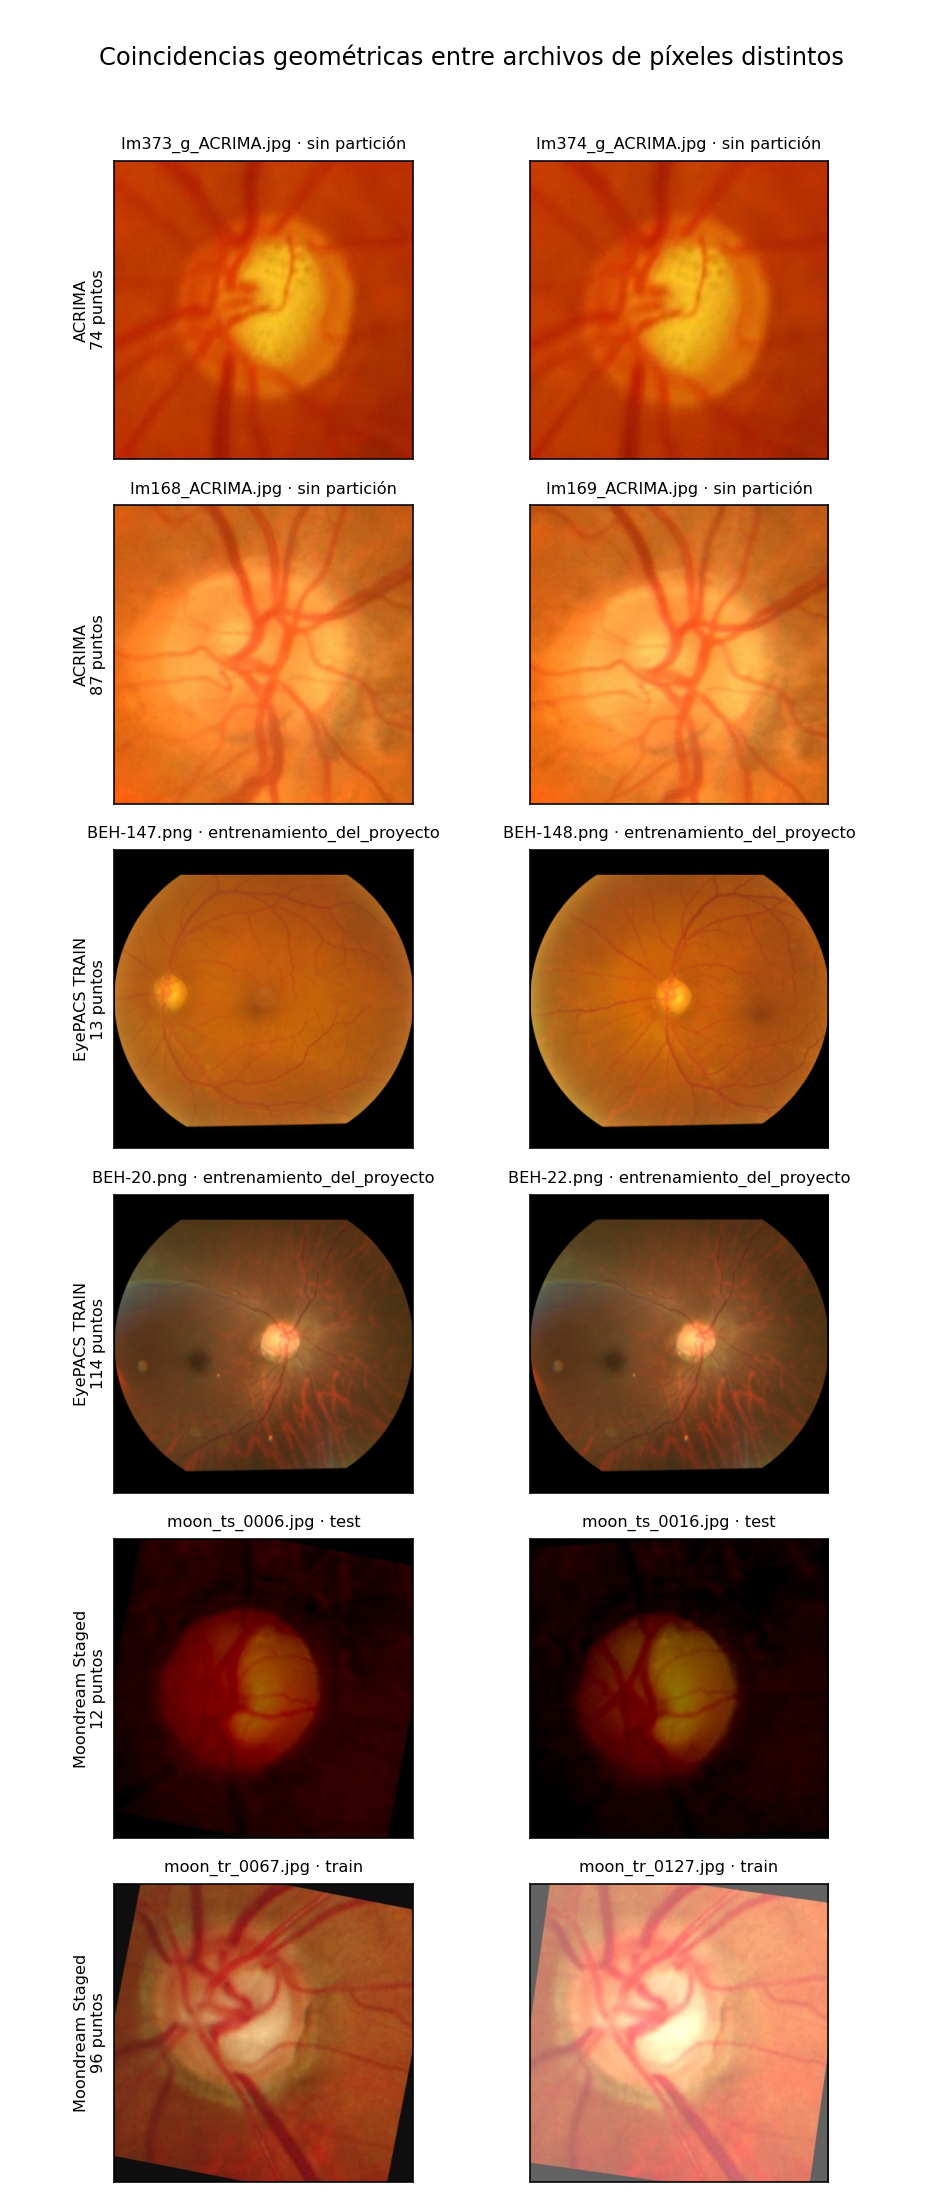 Coincidencias geométricas entre archivos de píxeles distintos
Im373_g_ACRIMA.jpg · sin partición
Im374_g_ACRIMA.jpg · sin partición
ACRIMA
74 puntos
Im168_ACRIMA.jpg · sin partición
Im169_ACRIMA.jpg · sin partición
ACRIMA
87 puntos
BEH-147.png · entrenamiento_del_proyecto
BEH-148.png · entrenamiento_del_proyecto
EyePACS TRAIN
13 puntos
BEH-20.png · entrenamiento_del_proyecto
BEH-22.png · entrenamiento_del_proyecto
EyePACS TRAIN
114 puntos
moon_ts_0006.jpg · test
moon_ts_0016.jpg · test
Moondream Staged
12 puntos
moon_tr_0067.jpg · train
moon_tr_0127.jpg · train
Moondream Staged
96 puntos